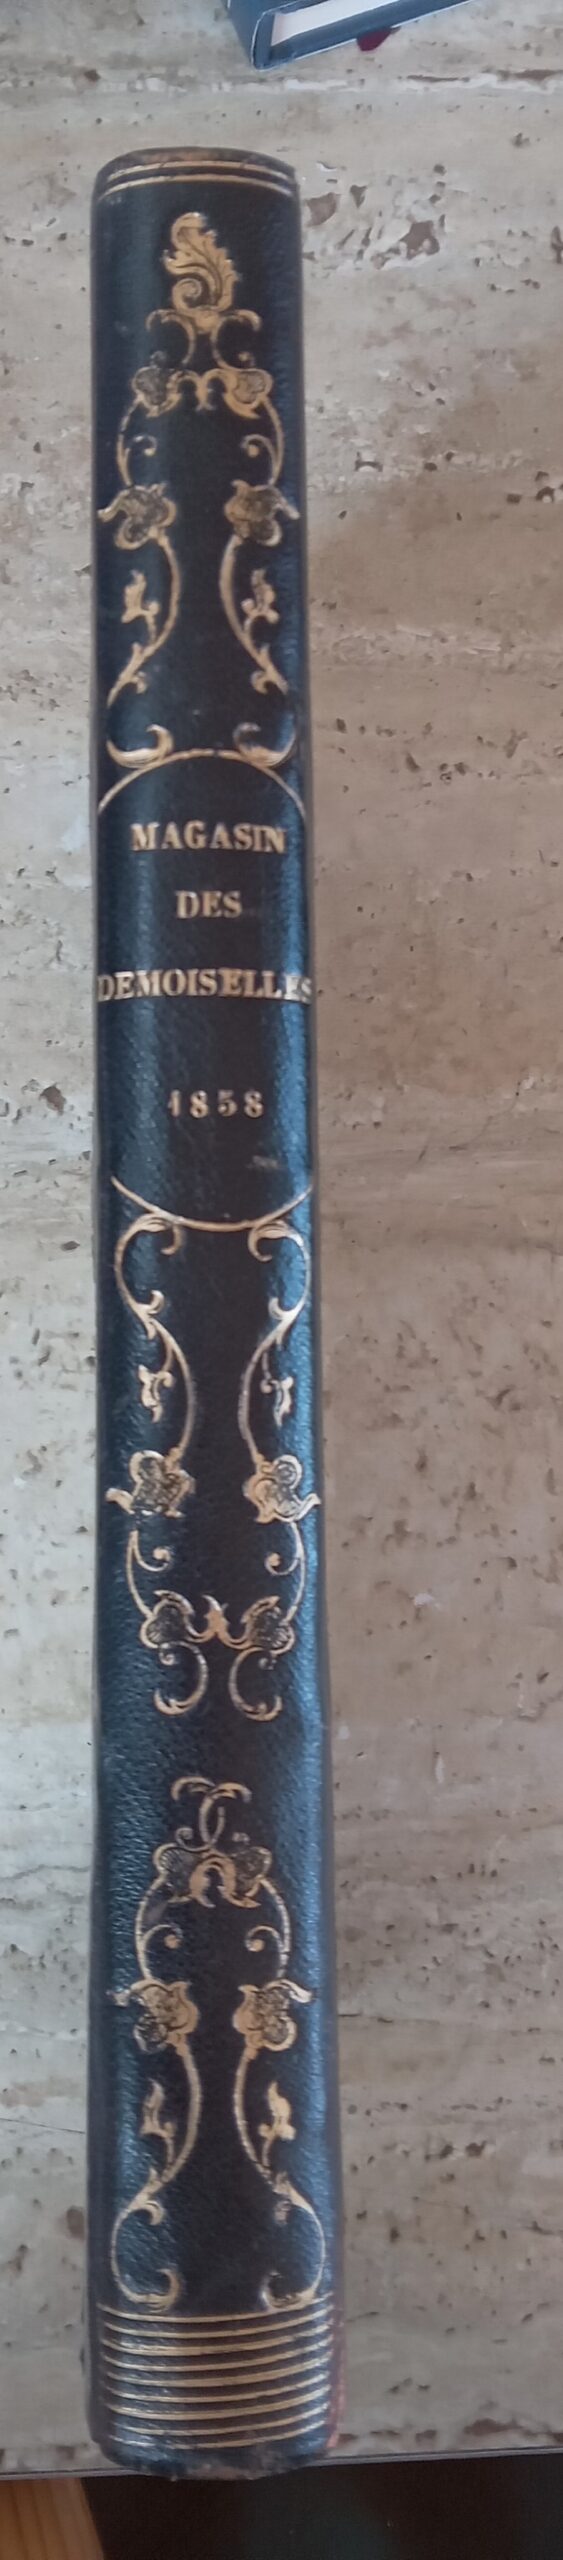 MAGASIN
DES
DEMOISELLES
1858